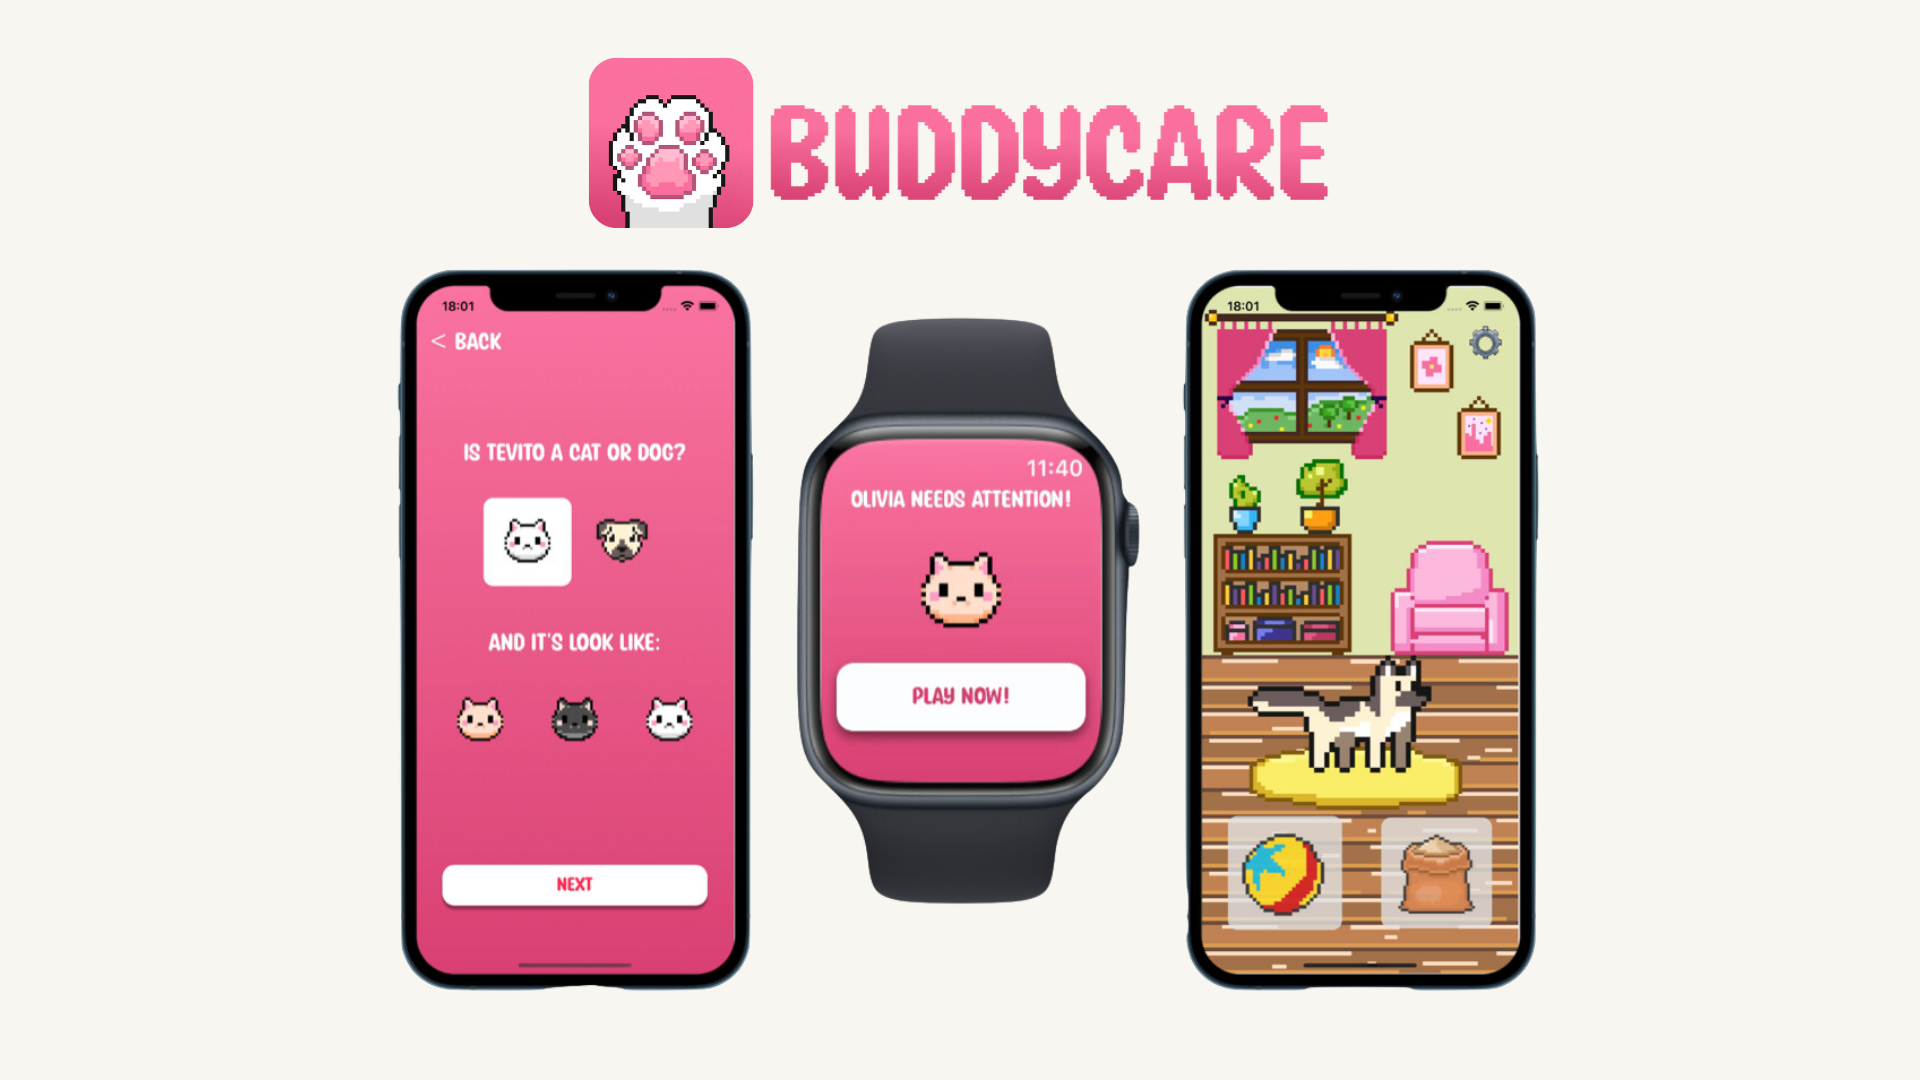 BUDDYCARE
18:01
< BACK
IS TEVITO A CAT OR DOG?
AND IT'S LOOK LIKE:
NEXT
11:40
OLIVIA NEEDS ATTENTION!
PLAY NOW!
18:01